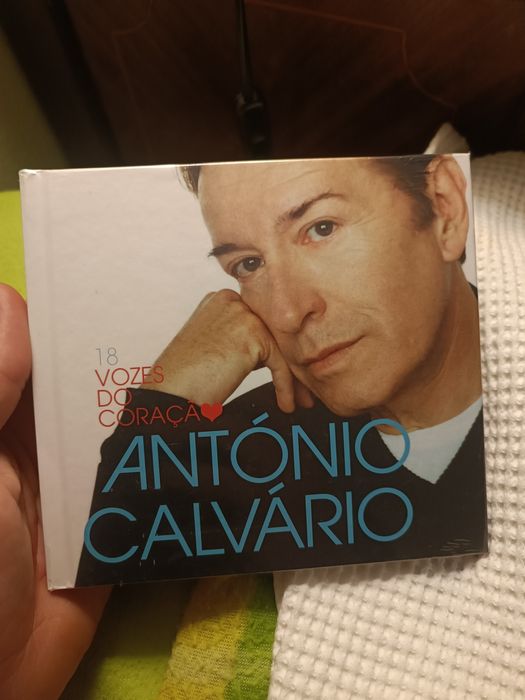 18
VOZES
DO
CORAÇÃ
ANTÓNIO
CALVÁRIO